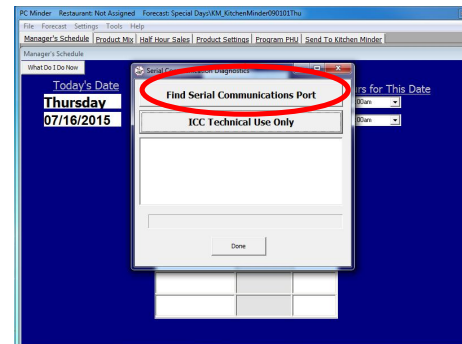 PC Minder Restaurant: Not Assigned Forecast: Special Days\KM_KitchenMinder090101Thu
File Forecast Settings Tools Help
Manager's Schedule Product Mix Half Hour Sales Product Settings Program PHU Send To Kitchen Minder
Manager's Schedule
What Do I Do Now
Serial Communication Diagnostics
Today's Date
Thursday
07/16/2015
Find Serial Communications Port
ICC Technical Use Only
Done
urs for This Date
00am
00am